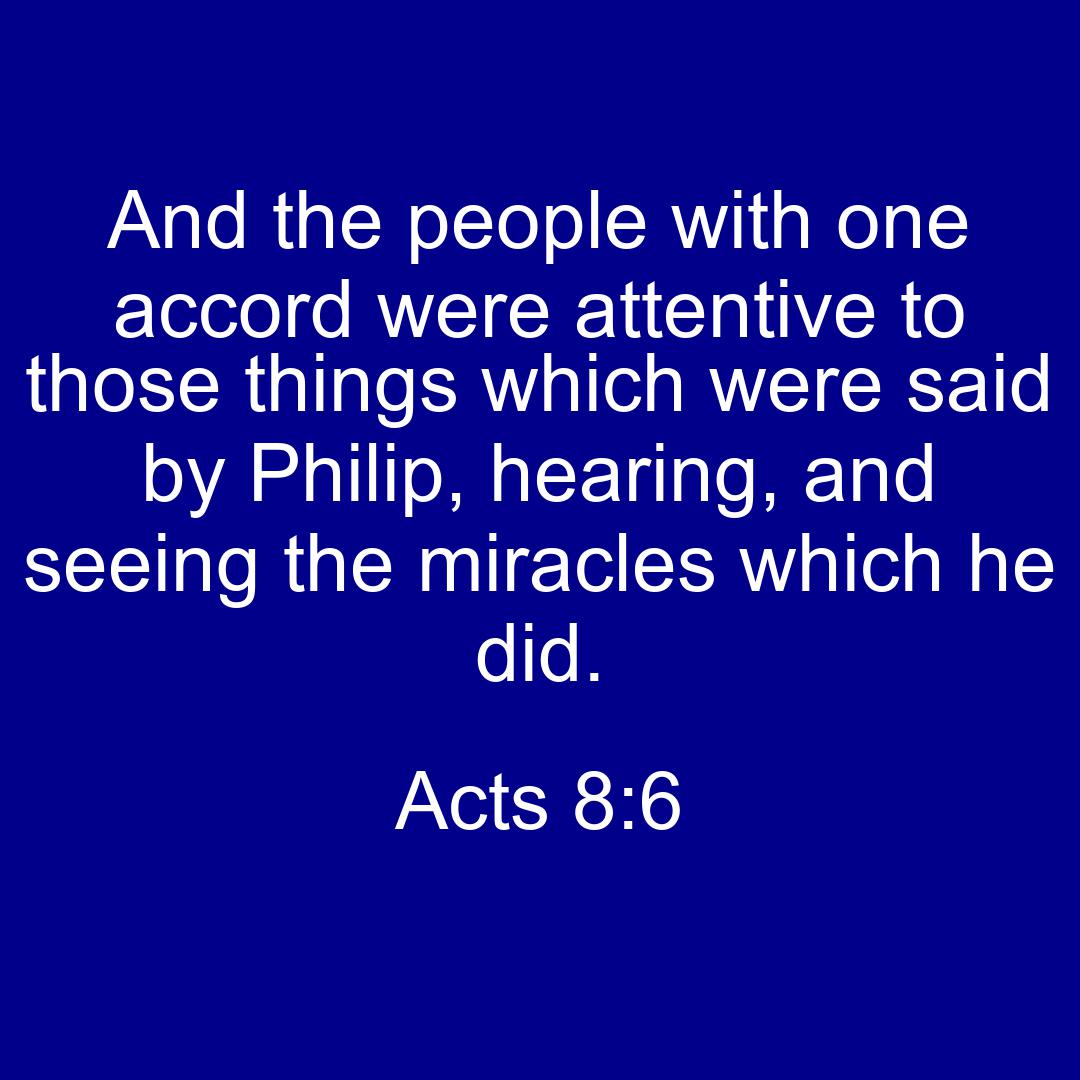 And the people with one
accord were attentive to
those things which were said
by Philip, hearing, and
seeing the miracles which he
did.
Acts 8:6